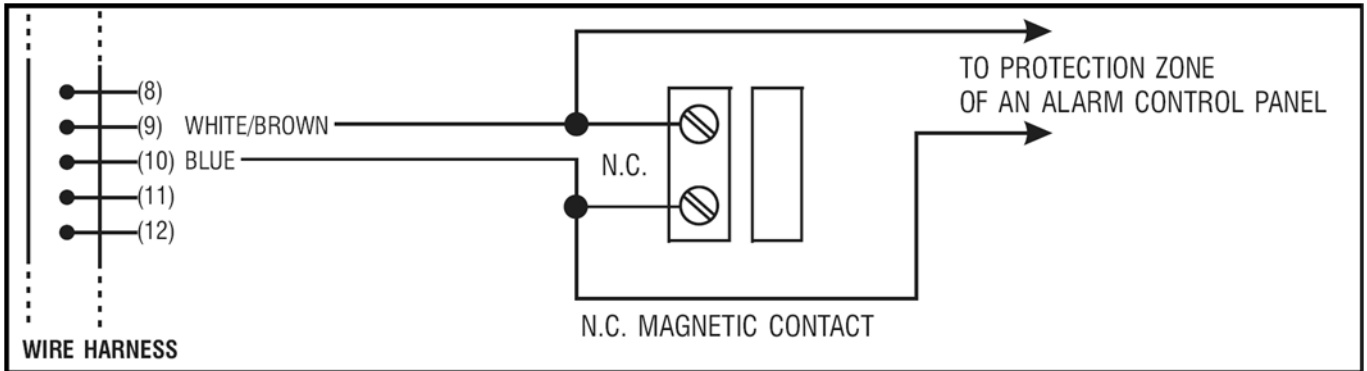 (8)
(9) WHITE/BROWN
(10) BLUE
(11)
(12)
WIRE HARNESS
N.C.
N.C. MAGNETIC CONTACT
TO PROTECTION ZONE
OF AN ALARM CONTROL PANEL